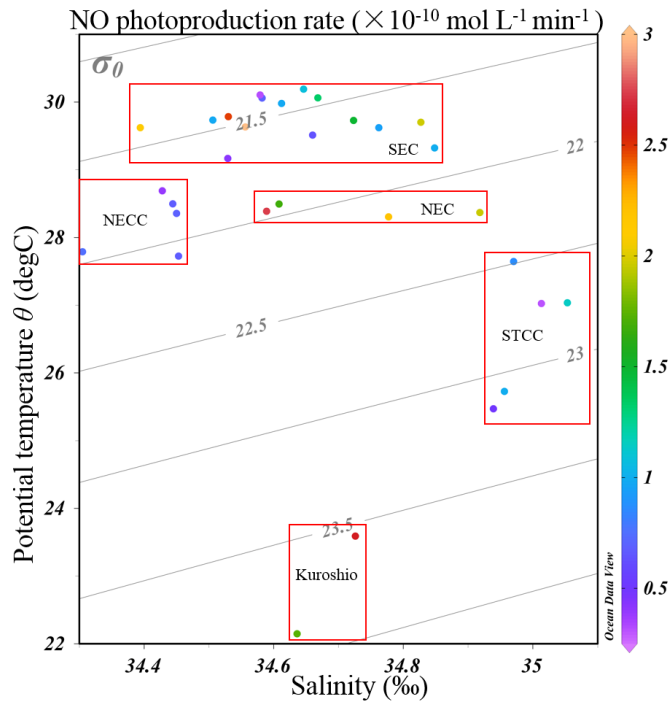 NO photoproduction rate (×10⁻¹⁰ mol L⁻¹ min⁻¹)
σ₀
21.5
SEC
22
NECC
NEC
22.5
STCC
23
23.5
Kuroshio
30
28
26
24
22
Potential temperature θ (degC)
34.4
34.6
34.8
35
Salinity (‰)
Ocean Data View
3
2.5
2
1.5
1
0.5